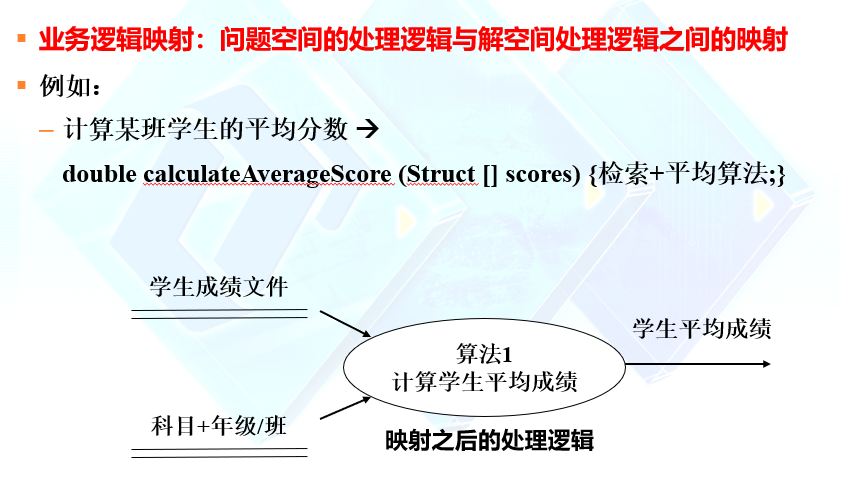 业务逻辑映射：问题空间的处理逻辑与解空间处理逻辑之间的映射
例如：
– 计算某班学生的平均分数 →
double calculateAverageScore (Struct [] scores) {检索+平均算法;}
学生成绩文件
学生平均成绩
算法1
计算学生平均成绩
科目+年级/班
映射之后的处理逻辑